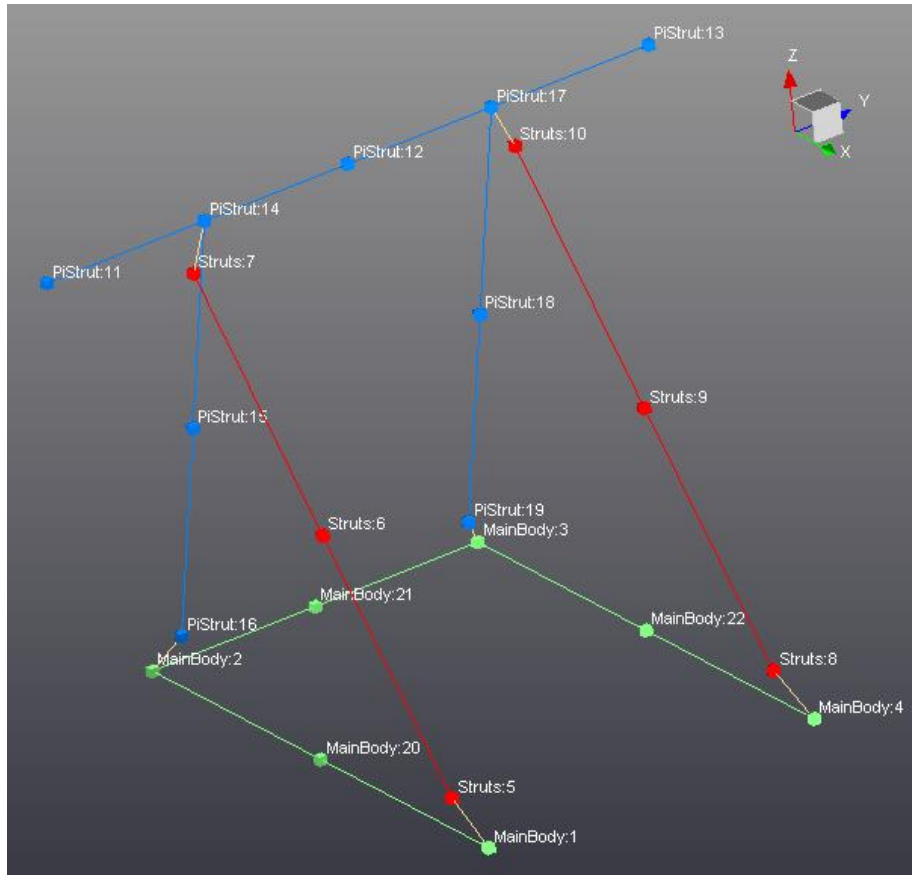 PiStrut:13
Z
PiStrut:17
Y
Struts:10
X
PiStrut:12
PiStrut:14
Struts:7
PiStrut:11
PiStrut:18
Struts:9
PiStrut:15
PiStrut:19
Struts:6
MainBody:3
MainBody:21
PiStrut:16
MainBody:22
MainBody:2
Struts:8
MainBody:4
MainBody:20
Struts:5
MainBody:1